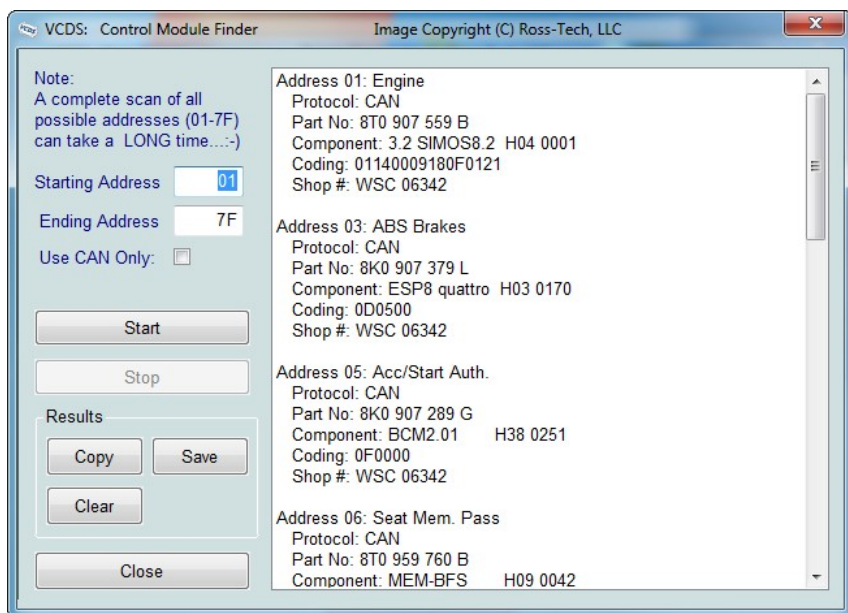 VCDS: Control Module Finder
Image Copyright (C) Ross-Tech, LLC
Note:
A complete scan of all
possible addresses (01-7F)
can take a LONG time...:-)
Starting Address 01
Ending Address 7F
Use CAN Only:
Start
Stop
Results
Copy Save
Clear
Close
Address 01: Engine
Protocol: CAN
Part No: 8T0 907 559 B
Component: 3.2 SIMOS8.2 H04 0001
Coding: 01140009180F0121
Shop #: WSC 06342
Address 03: ABS Brakes
Protocol: CAN
Part No: 8K0 907 379 L
Component: ESP8 quattro H03 0170
Coding: 0D0500
Shop #: WSC 06342
Address 05: Acc/Start Auth.
Protocol: CAN
Part No: 8K0 907 289 G
Component: BCM2.01 H38 0251
Coding: 0F0000
Shop #: WSC 06342
Address 06: Seat Mem. Pass
Protocol: CAN
Part No: 8T0 959 760 B
Component: MEM-BFS H09 0042